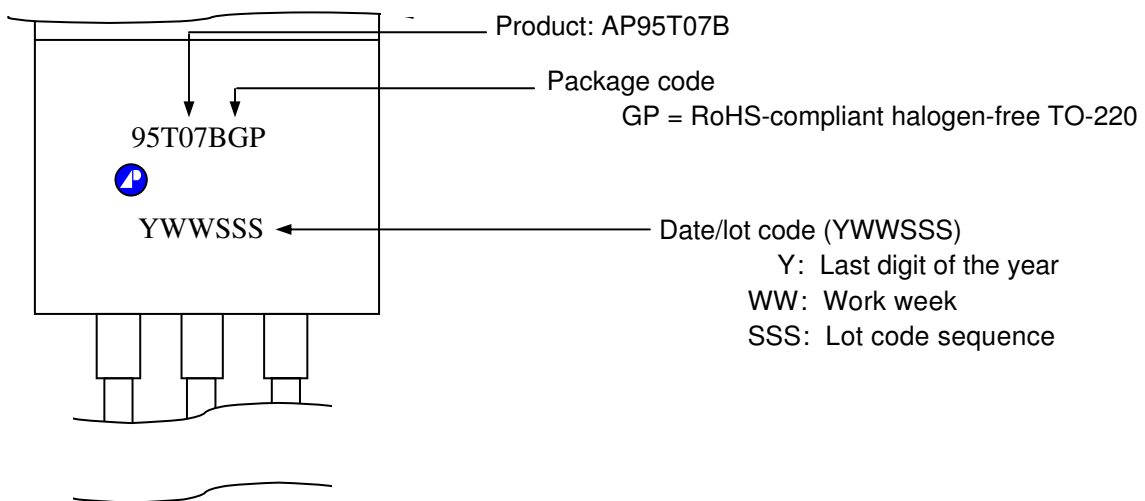 Product: AP95T07B
Package code
GP = RoHS-compliant halogen-free TO-220
95T07BGP
YWWSSS
Date/lot code (YWWSSS)
Y: Last digit of the year
WW: Work week
SSS: Lot code sequence